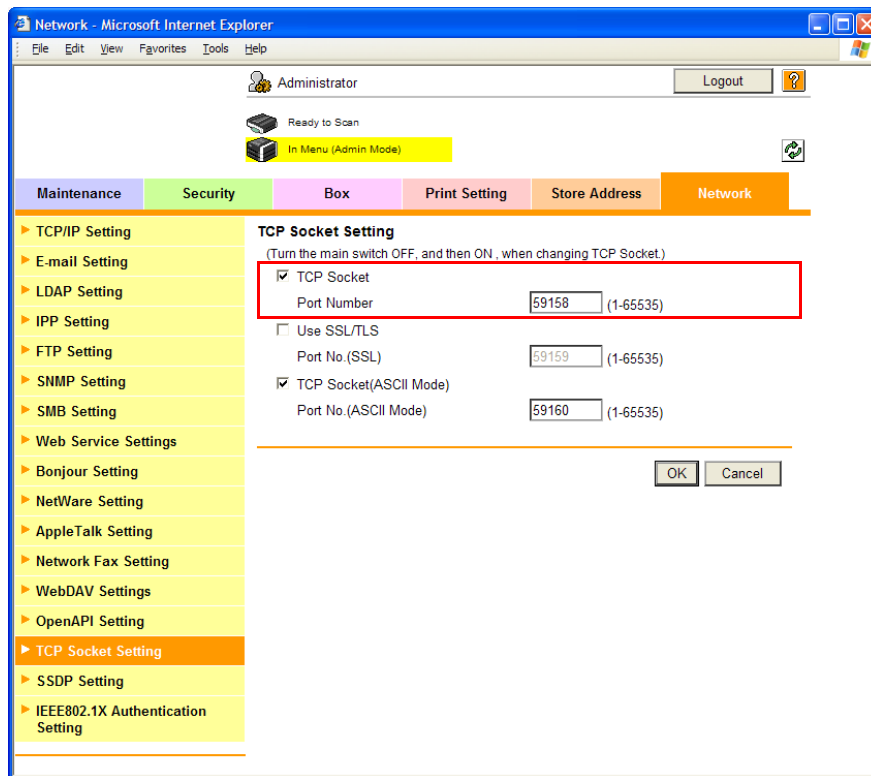 Network - Microsoft Internet Explorer
File Edit View Favorites Tools Help
Administrator
Logout
?
Ready to Scan
In Menu (Admin Mode)
Maintenance Security Box Print Setting Store Address Network
TCP/IP Setting
E-mail Setting
LDAP Setting
IPP Setting
FTP Setting
SNMP Setting
SMB Setting
Web Service Settings
Bonjour Setting
NetWare Setting
AppleTalk Setting
Network Fax Setting
WebDAV Settings
OpenAPI Setting
TCP Socket Setting
SSDP Setting
IEEE802.1X Authentication
Setting
TCP Socket Setting
(Turn the main switch OFF, and then ON , when changing TCP Socket.)
TCP Socket
Port Number 59158 (1-65535)
Use SSL/TLS
Port No.(SSL) 59159 (1-65535)
TCP Socket(ASCII Mode)
Port No.(ASCII Mode) 59160 (1-65535)
OK Cancel